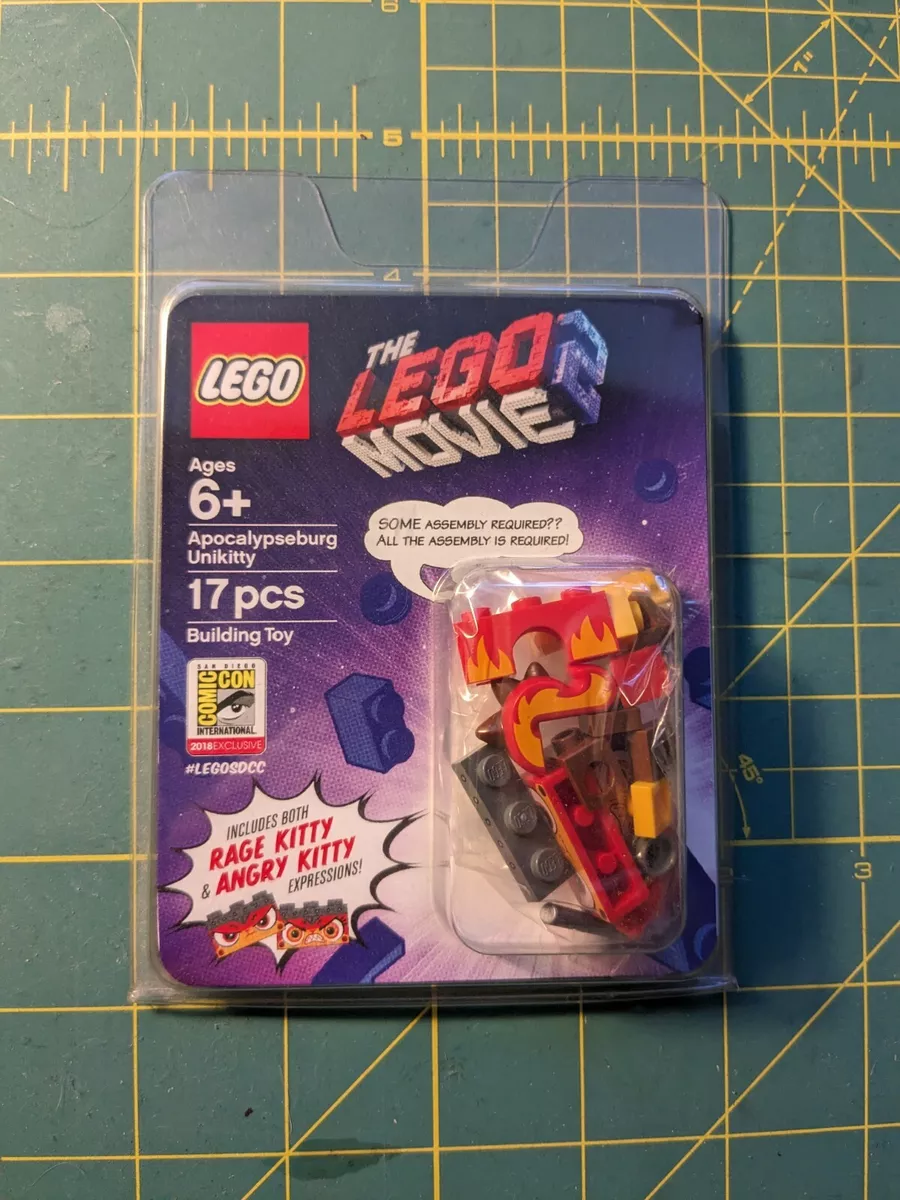 6
1"
5
4
LEGO
THE
LEGO
MOVIE 2
Ages
6+
Apocalypseburg
Unikitty
17 pcs
Building Toy
SOME ASSEMBLY REQUIRED??
ALL THE ASSEMBLY IS REQUIRED!
SAN DIEGO
COMIC CON
INTERNATIONAL
2018 EXCLUSIVE
#LEGOSDCC
INCLUDES BOTH
RAGE KITTY
& ANGRY KITTY
EXPRESSIONS!
45°
3